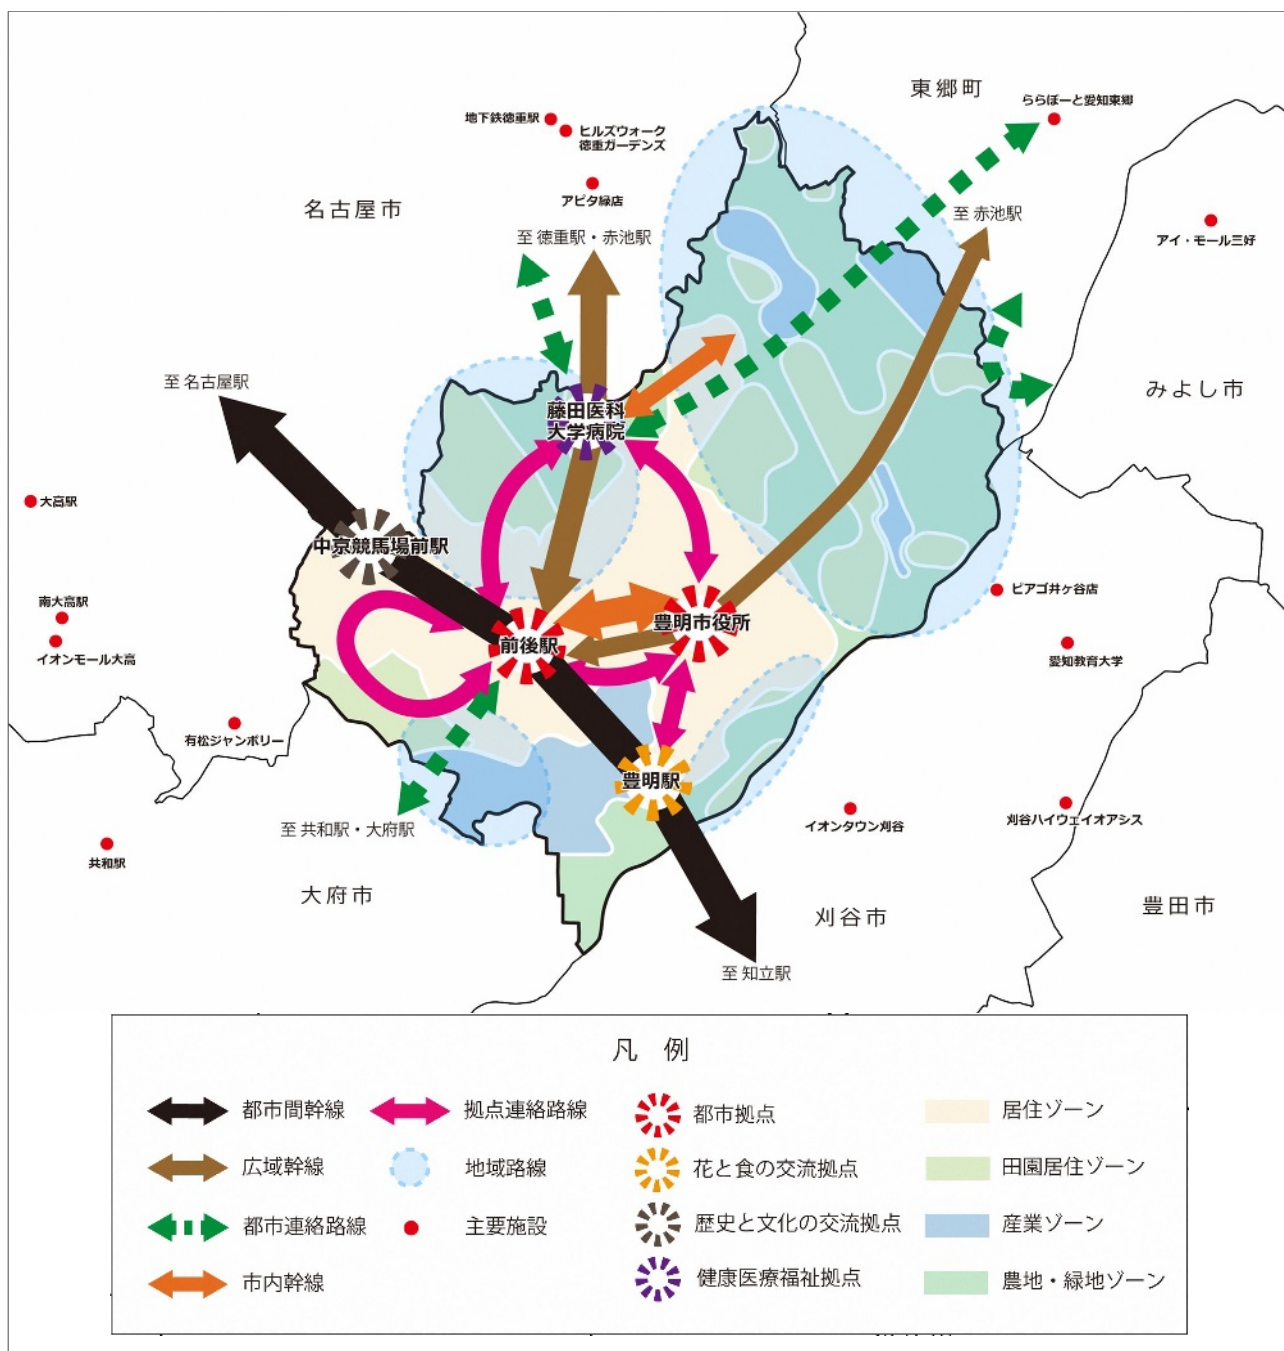 東郷町
ららぽーと愛知東郷
地下鉄徳重駅
ヒルズウォーク
徳重ガーデンズ
アピタ緑店
名古屋市
至 赤池駅
アイ・モール三好
至 徳重駅・赤池駅
至 名古屋駅
みよし市
藤田医科
大学病院
大高駅
中京競馬場前駅
ピアゴ井ケ谷店
南大高駅
豊明市役所
前後駅
イオンモール大高
愛知教育大学
有松ジャンボリー
豊明駅
至 共和駅・大府駅
イオンタウン刈谷
刈谷ハイウェイオアシス
共和駅
大府市
刈谷市
豊田市
至 知立駅
凡 例
都市間幹線
拠点連絡路線
都市拠点
居住ゾーン
広域幹線
地域路線
花と食の交流拠点
田園居住ゾーン
都市連絡路線
主要施設
歴史と文化の交流拠点
産業ゾーン
市内幹線
健康医療福祉拠点
農地・緑地ゾーン